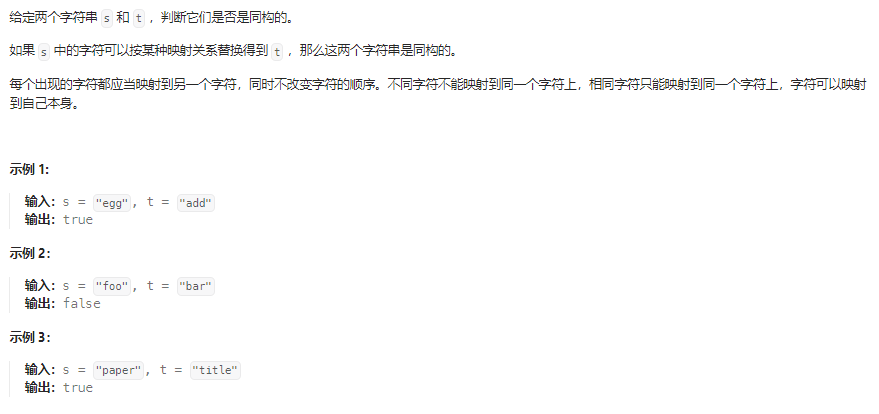 给定两个字符串 s 和 t ，判断它们是否是同构的。
如果 s 中的字符可以按某种映射关系替换得到 t ，那么这两个字符串是同构的。
每个出现的字符都应当映射到另一个字符，同时不改变字符的顺序。不同字符不能映射到同一个字符上，相同字符只能映射到同一个字符上，字符可以映射
到自己本身。
示例 1:
输入：s = "egg", t = "add"
输出：true
示例 2：
输入：s = "foo", t = "bar"
输出：false
示例 3：
输入：s = "paper", t = "title"
输出：true